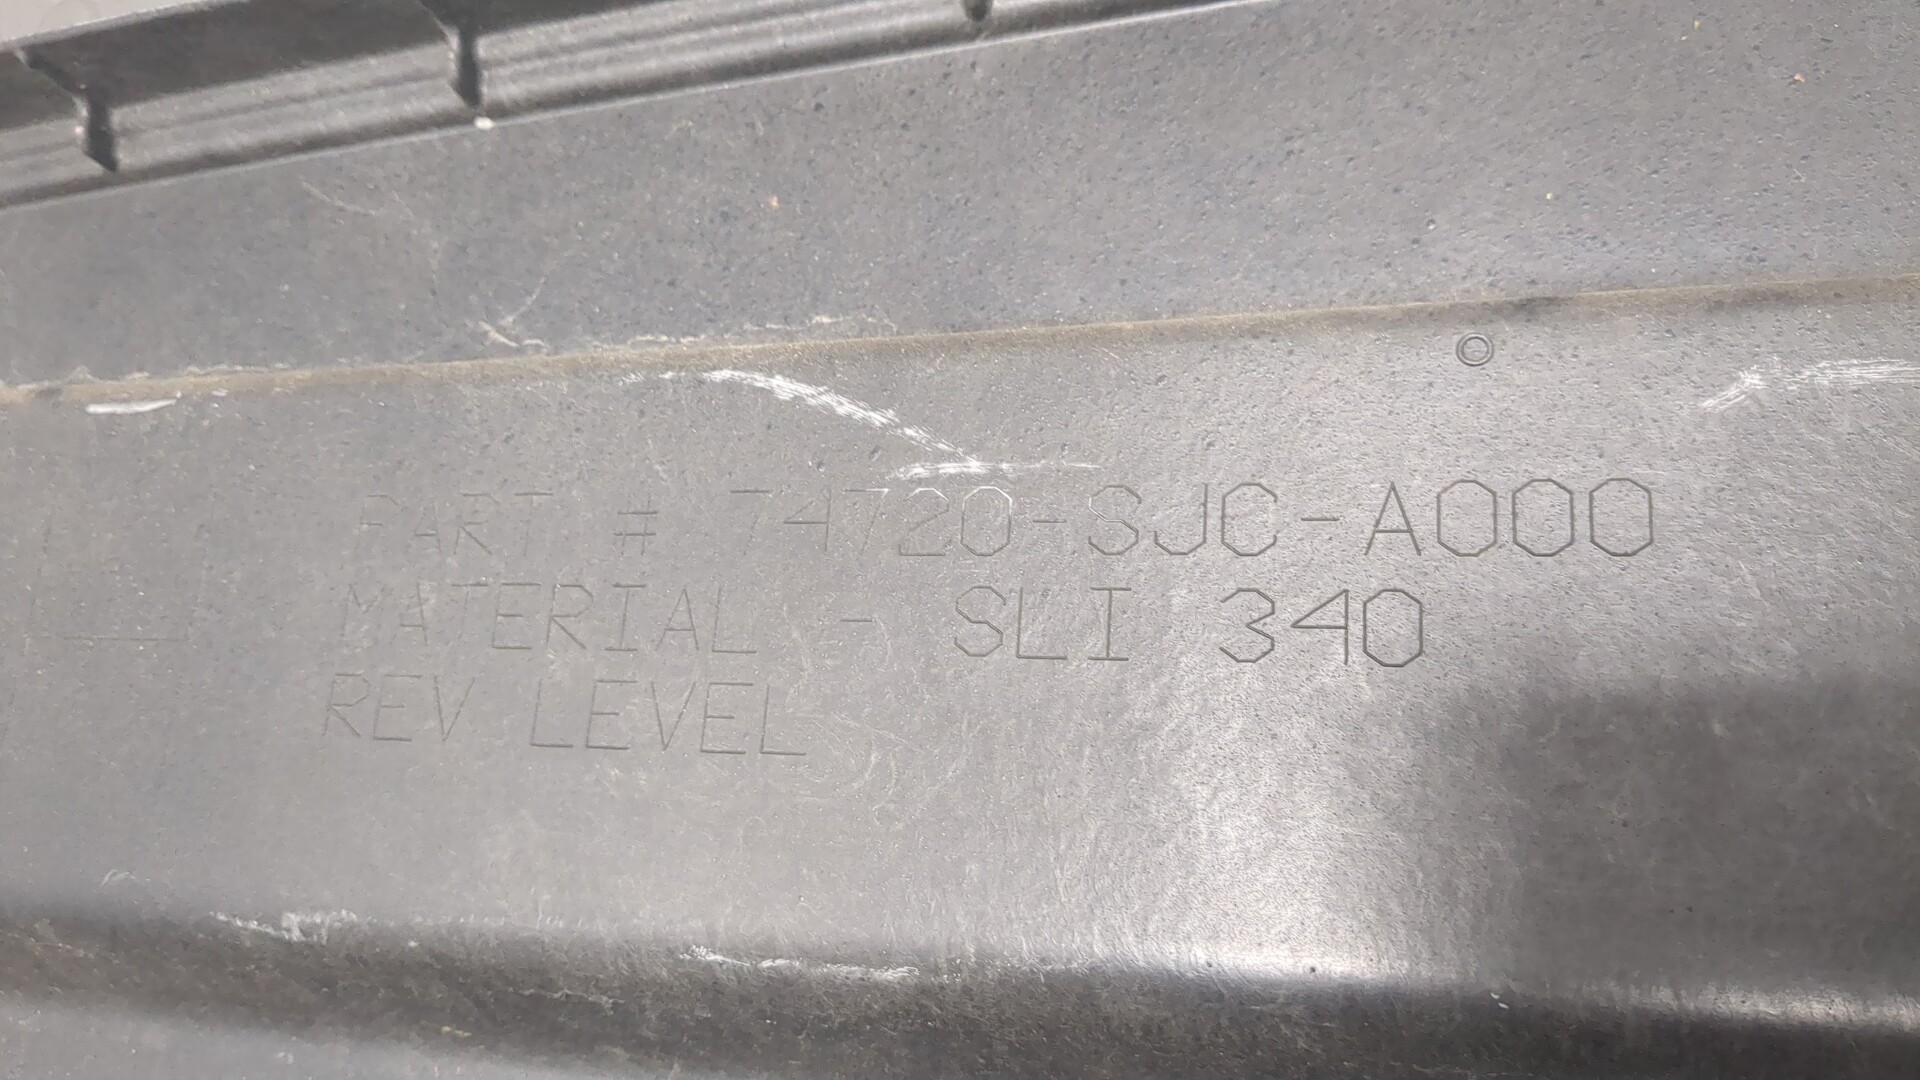 PART # 74720-SJC-A000
MATERIAL - SLI 340
REV LEVEL